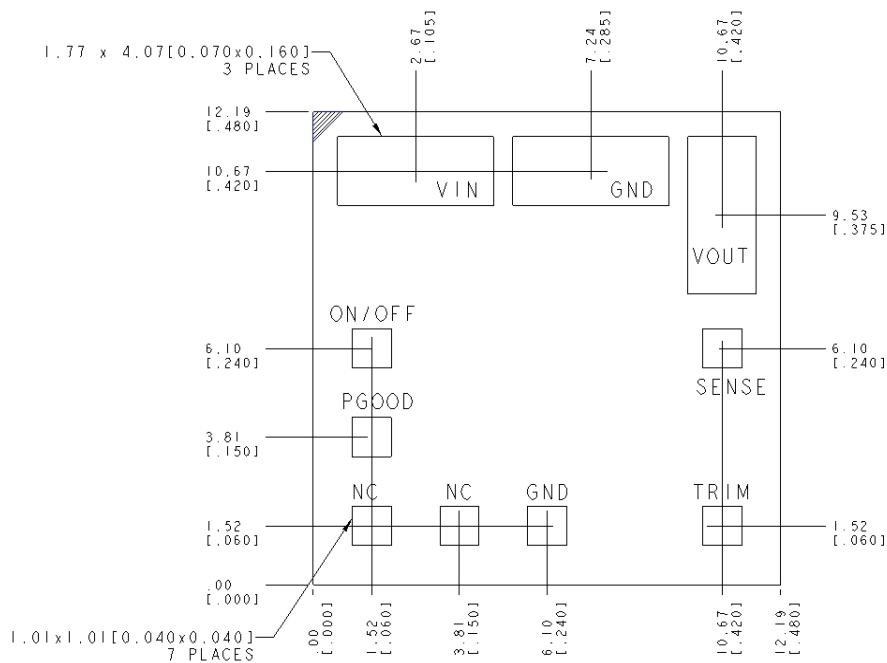 2.67
[.105]
7.24
[.285]
10.67
[.420]
1.77 x 4.07[0.070x0.160]
3 PLACES
12.19
[.480]
10.67
[.420]
VIN
GND
9.53
[.375]
VOUT
ON/OFF
6.10
[.240]
6.10
[.240]
SENSE
PGOOD
3.81
[.150]
NC
NC
GND
TRIM
1.52
[.060]
1.52
[.060]
.00
[.000]
1.01x1.01[0.040x0.040]
7 PLACES
.00
[.000]
1.52
[.060]
3.81
[.150]
6.10
[.240]
10.67
[.420]
12.19
[.480]